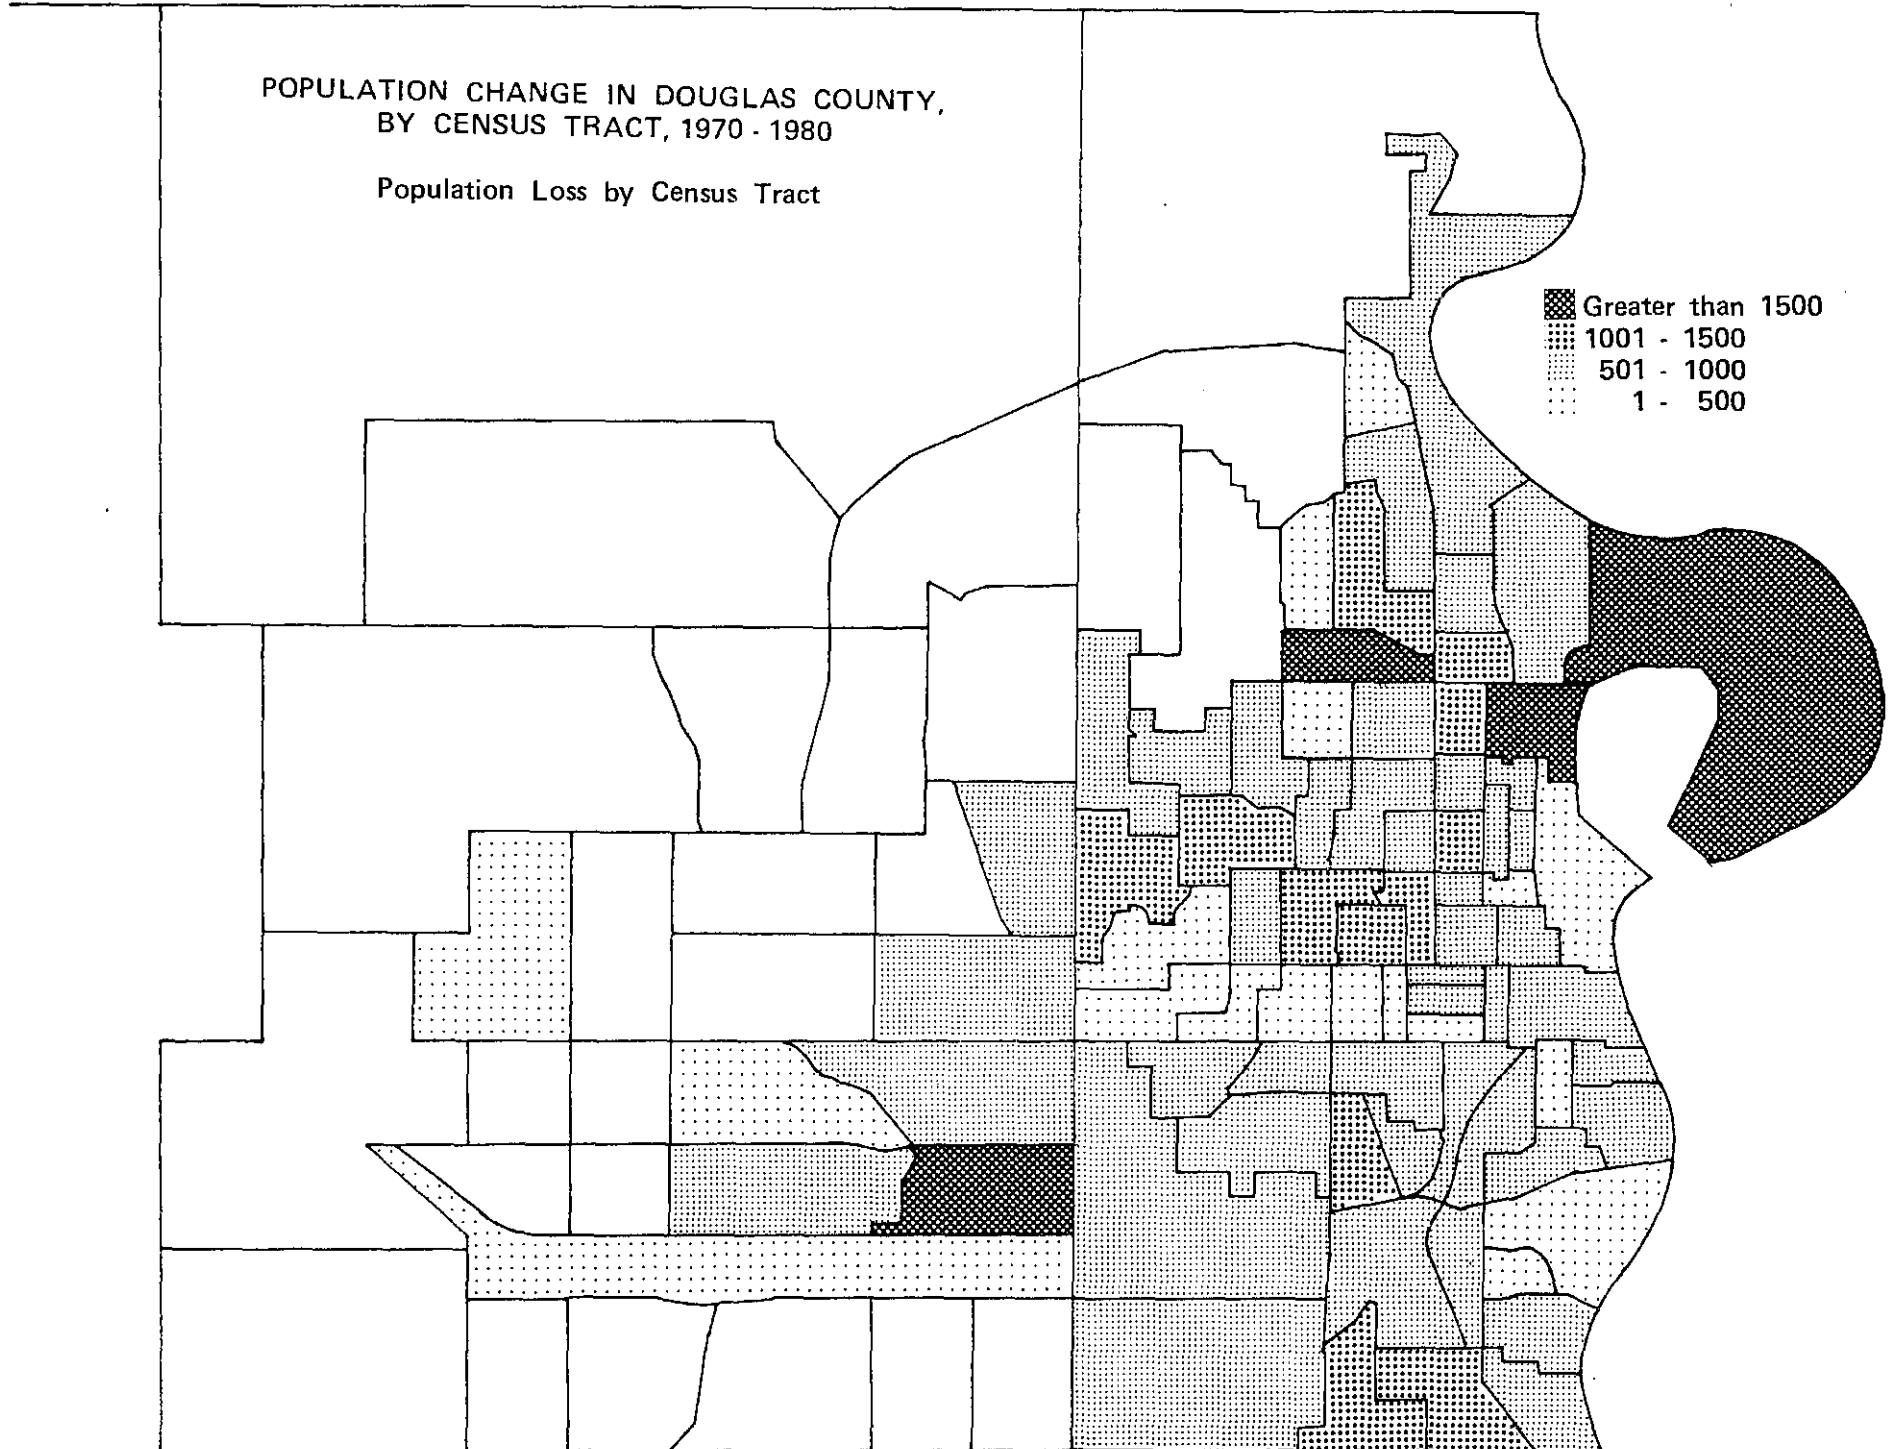 POPULATION CHANGE IN DOUGLAS COUNTY,
BY CENSUS TRACT, 1970 - 1980
Population Loss by Census Tract
Greater than 1500
1001 - 1500
501 - 1000
1 - 500